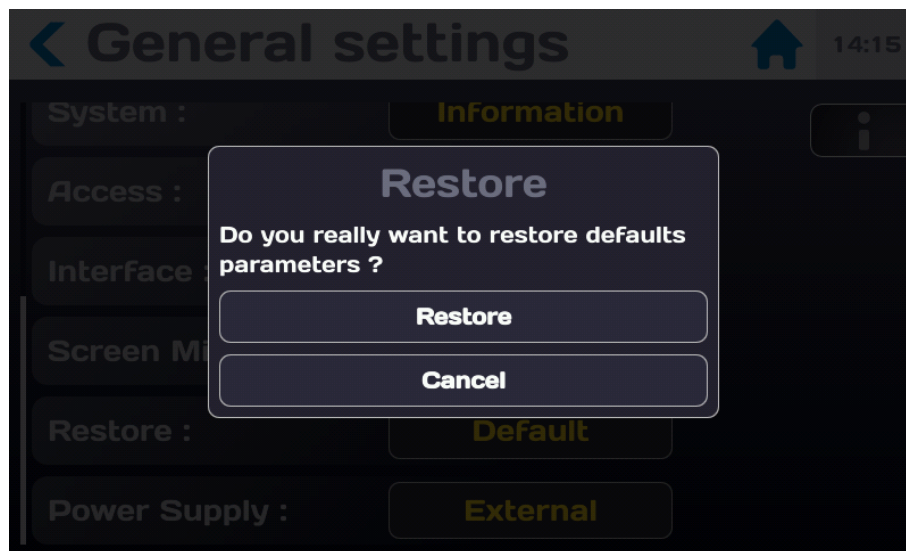 General settings
14:15
System :
Information
Access :
Restore
Do you really want to restore defaults
parameters ?
Interface :
Restore
Screen Mi
Cancel
Restore :
Default
Power Supply :
External